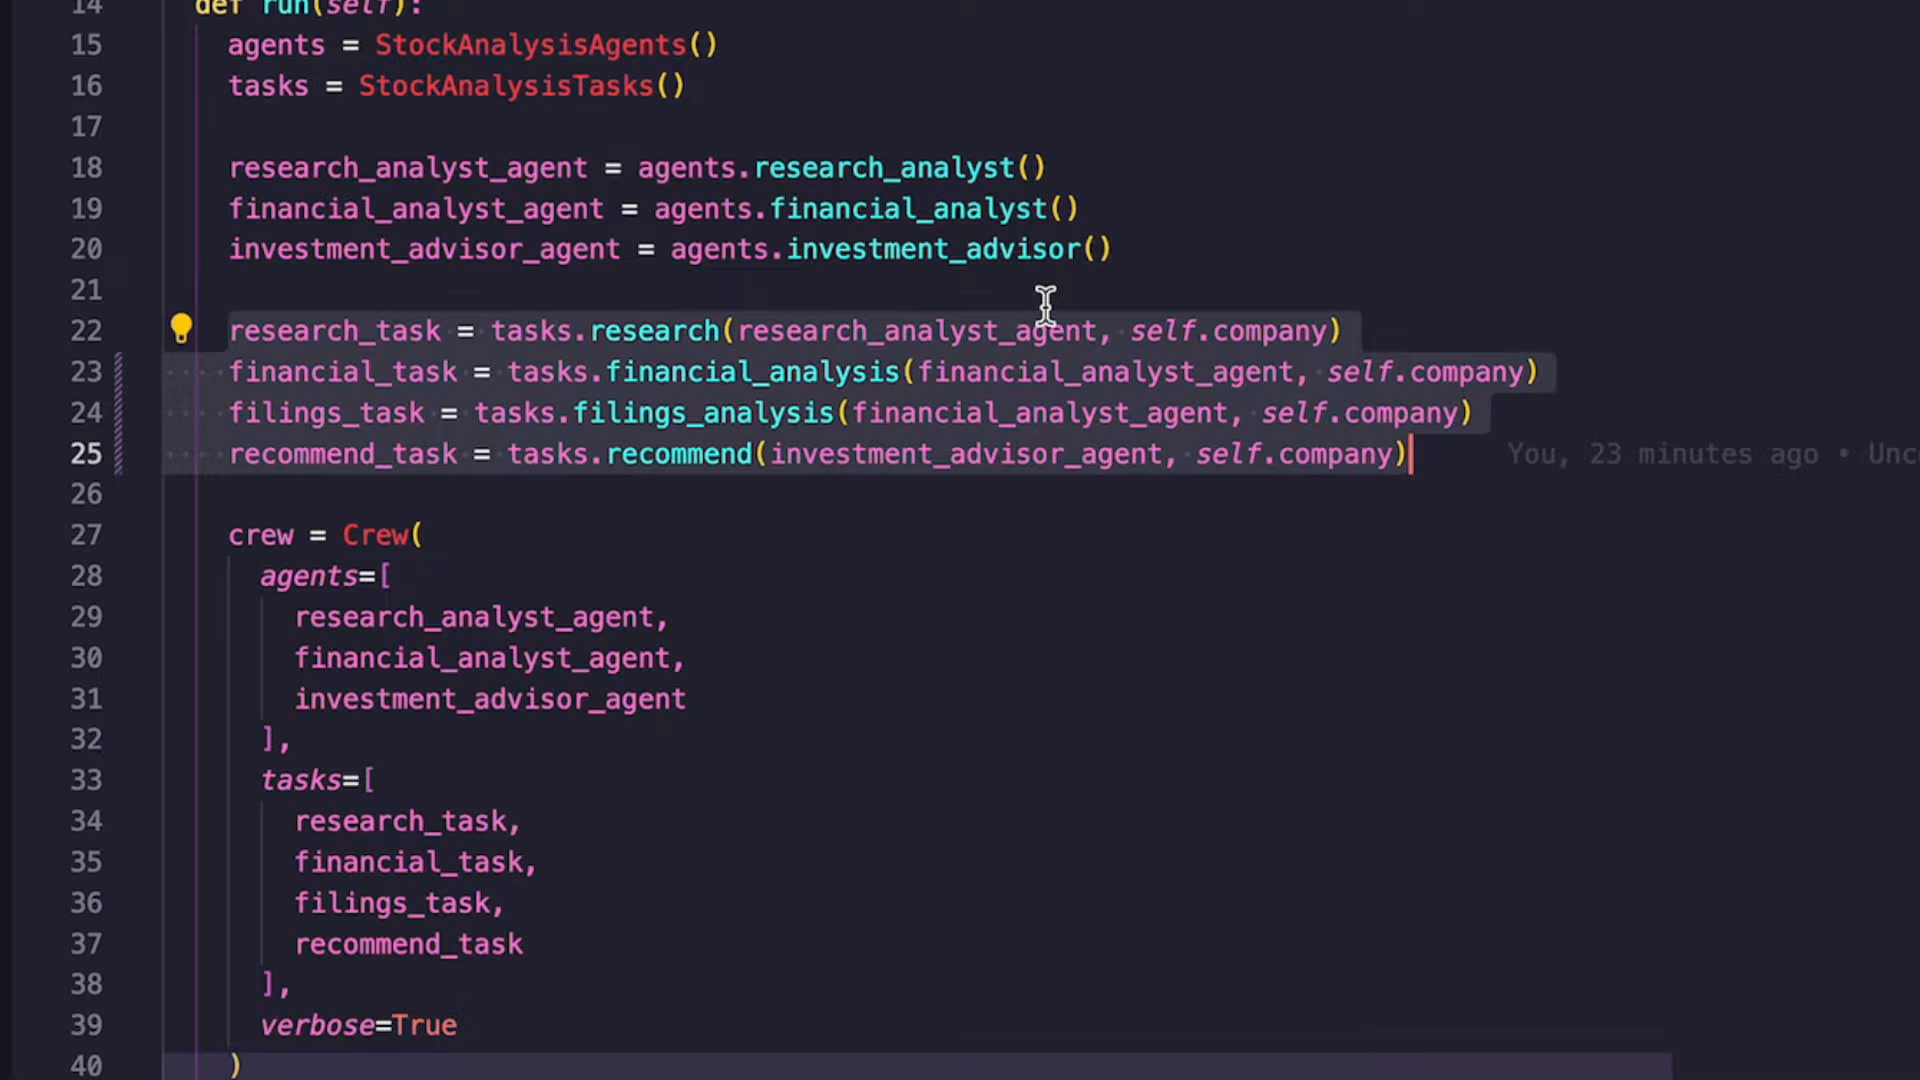 14 def run(self):
15 agents = StockAnalysisAgents()
16 tasks = StockAnalysisTasks()
17
18 research_analyst_agent = agents.research_analyst()
19 financial_analyst_agent = agents.financial_analyst()
20 investment_advisor_agent = agents.investment_advisor()
21
22 research_task = tasks.research(research_analyst_agent, self.company)
23 financial_task = tasks.financial_analysis(financial_analyst_agent, self.company)
24 filings_task = tasks.filings_analysis(financial_analyst_agent, self.company)
25 recommend_task = tasks.recommend(investment_advisor_agent, self.company) You, 23 minutes ago • Unc
26
27 crew = Crew(
28 agents=[
29 research_analyst_agent,
30 financial_analyst_agent,
31 investment_advisor_agent
32 ],
33 tasks=[
34 research_task,
35 financial_task,
36 filings_task,
37 recommend_task
38 ],
39 verbose=True
40 )